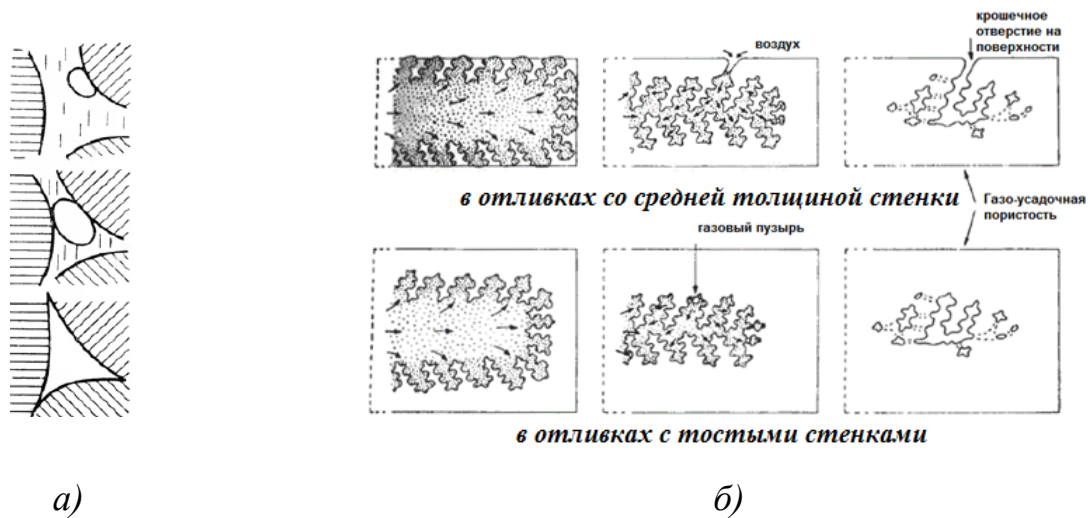 воздух
крошечное
отверстие на
поверхности
в отливках со средней толщиной стенки
Газо-усадочная
пористость
газовый пузырь
в отливках с тостыми стенками
а)
б)